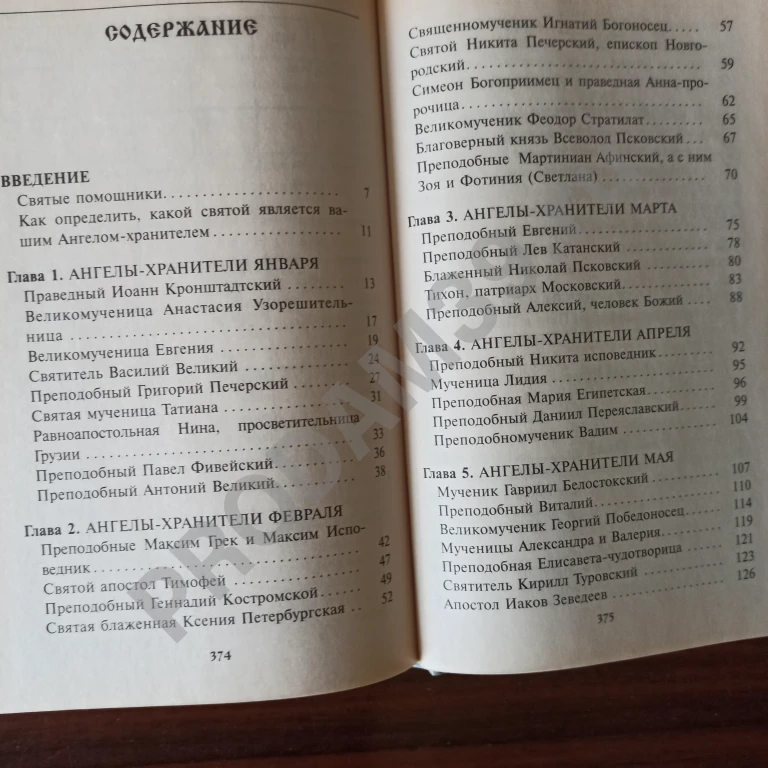 СОДЕРЖАНИЕ
ВВЕДЕНИЕ
Святые помощники. . . . . . . . . . . . . . . . . . . 7
Как определить, какой святой является ва-
шим Ангелом-хранителем . . . . . . . . . . . . . . . 11
Глава 1. АНГЕЛЫ-ХРАНИТЕЛИ ЯНВАРЯ
Праведный Иоанн Кронштадтский . . . . . . . . 13
Великомученица Анастасия Узорешитель-
ница . . . . . . . . . . . . . . . . . . . . . . . . . . . . 17
Великомученица Евгения . . . . . . . . . . . . . . 19
Святитель Василий Великий . . . . . . . . . . . . 24
Преподобный Григорий Печерский . . . . . . . . 27
Святая мученица Татиана . . . . . . . . . . . . . . 31
Равноапостольная Нина, просветительница
Грузии . . . . . . . . . . . . . . . . . . . . . . . . . . . 33
Преподобный Павел Фивейский. . . . . . . . . . . 36
Преподобный Антоний Великий. . . . . . . . . . . 38
Глава 2. АНГЕЛЫ-ХРАНИТЕЛИ ФЕВРАЛЯ
Преподобные Максим Грек и Максим Испо-
ведник . . . . . . . . . . . . . . . . . . . . . . . . . . . 42
Святой апостол Тимофей . . . . . . . . . . . . . . 47
Преподобный Геннадий Костромской . . . . . . . 49
Святая блаженная Ксения Петербургская . . . 52
374
Священномученик Игнатий Богоносец. . . . . 57
Святой Никита Печерский, епископ Новго-
родский. . . . . . . . . . . . . . . . . . . . . . . . . . . 59
Симеон Богоприимец и праведная Анна-про-
рочица . . . . . . . . . . . . . . . . . . . . . . . . . . . 62
Великомученик Феодор Стратилат . . . . . . . . . 65
Благоверный князь Всеволод Псковский . . . 67
Преподобные Мартиниан Афинский, а с ним
Зоя и Фотиния (Светлана) . . . . . . . . . . . . . . 70
Глава 3. АНГЕЛЫ-ХРАНИТЕЛИ МАРТА
Преподобный Евгений . . . . . . . . . . . . . . . . . 75
Преподобный Лев Катанский . . . . . . . . . . . . 78
Блаженный Николай Псковский . . . . . . . . . . 80
Тихон, патриарх Московский. . . . . . . . . . . . . 83
Преподобный Алексий, человек Божий . . . . 88
Глава 4. АНГЕЛЫ-ХРАНИТЕЛИ АПРЕЛЯ
Преподобный Никита исповедник . . . . . . . . . 92
Мученица Лидия . . . . . . . . . . . . . . . . . . . . . 95
Преподобная Мария Египетская . . . . . . . . . . 96
Преподобный Даниил Переяславский . . . . . . 99
Преподобномученик Вадим . . . . . . . . . . . . . 104
Глава 5. АНГЕЛЫ-ХРАНИТЕЛИ МАЯ
Мученик Гавриил Белостокский . . . . . . . . . . 107
Преподобный Виталий . . . . . . . . . . . . . . . . . 110
Великомученик Георгий Победоносец . . . . . . 114
Мученицы Александра и Валерия. . . . . . . . . . 119
Преподобная Елисавета-чудотворица . . . . . . . 121
Святитель Кирилл Туровский . . . . . . . . . . . . 123
Апостол Иаков Зеведеев . . . . . . . . . . . . . . . 126
375